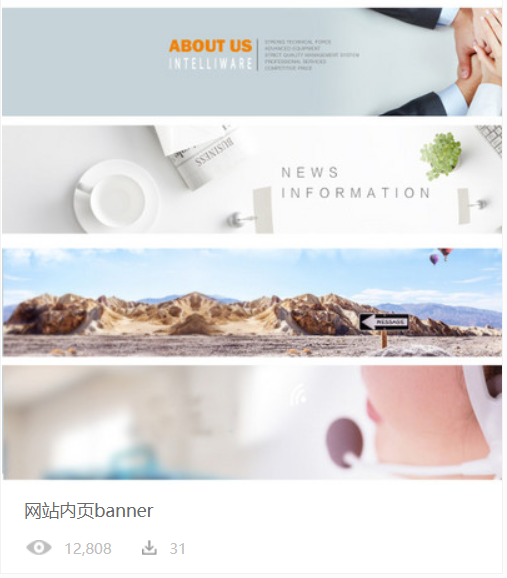 ABOUT US
INTELLIWARE
STRONG TECHNICAL FORCE
ADVANCED EQUIPMENT
STRICT QUALITY MANAGEMENT SYSTEM
PROFESSIONAL SERVICES
COMPETITIVE PRICE
BUSINESS
NEWS
INFORMATION
MESSAGE
网站内页banner
12,808
31